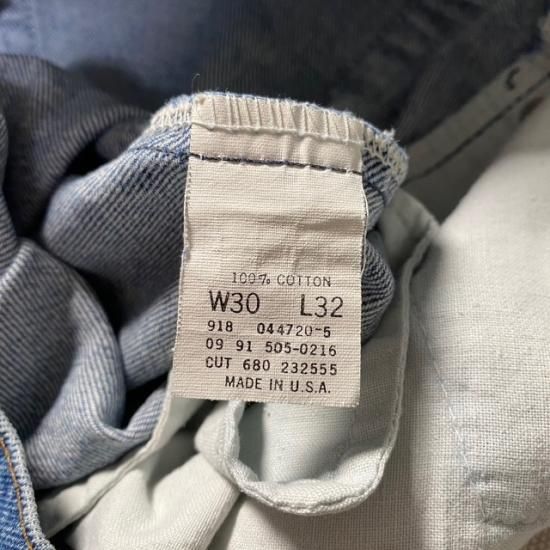 100% COTTON
W30 L32
918 044720-5
09 91 505-0216
CUT 680 232555
MADE IN U.S.A.